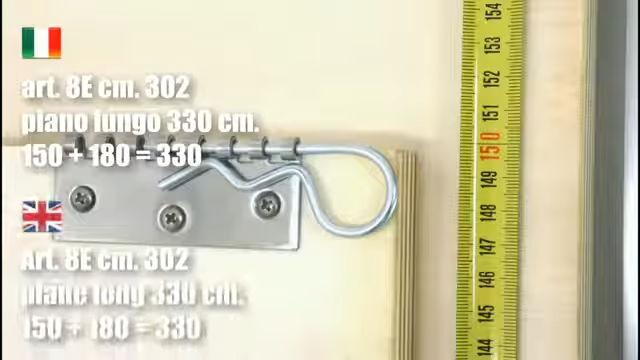 art. 8E cm. 302
piano lungo 330 cm.
150 + 180 = 330
Art. 8E cm. 302
plane long 330 cm.
150 + 180 = 330
154
153
152
151
150
149
148
147
146
145
144